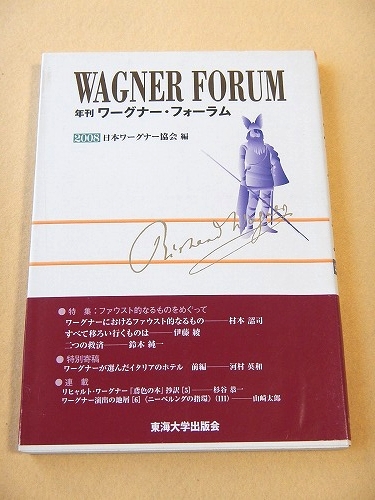 WAGNER FORUM
年刊 ワーグナー・フォーラム
2008 日本ワーグナー協会 編
Richard Wagner
● 特 集:ファウスト的なるものをめぐって
ワーグナーにおけるファウスト的なるもの——村本 詔司
すべて移ろい行くものは——伊藤 綾
二つの救済——鈴木 純一
● 特別寄稿
ワーグナーが選んだイタリアのホテル 前編——河村 英和
● 連 載
リヒャルト・ワーグナー『鳶色の本』抄訳[5]——杉谷 恭一
ワーグナー演出の地層[6]〈ニーベルングの指環〉(III)——山崎太郎
東海大学出版会